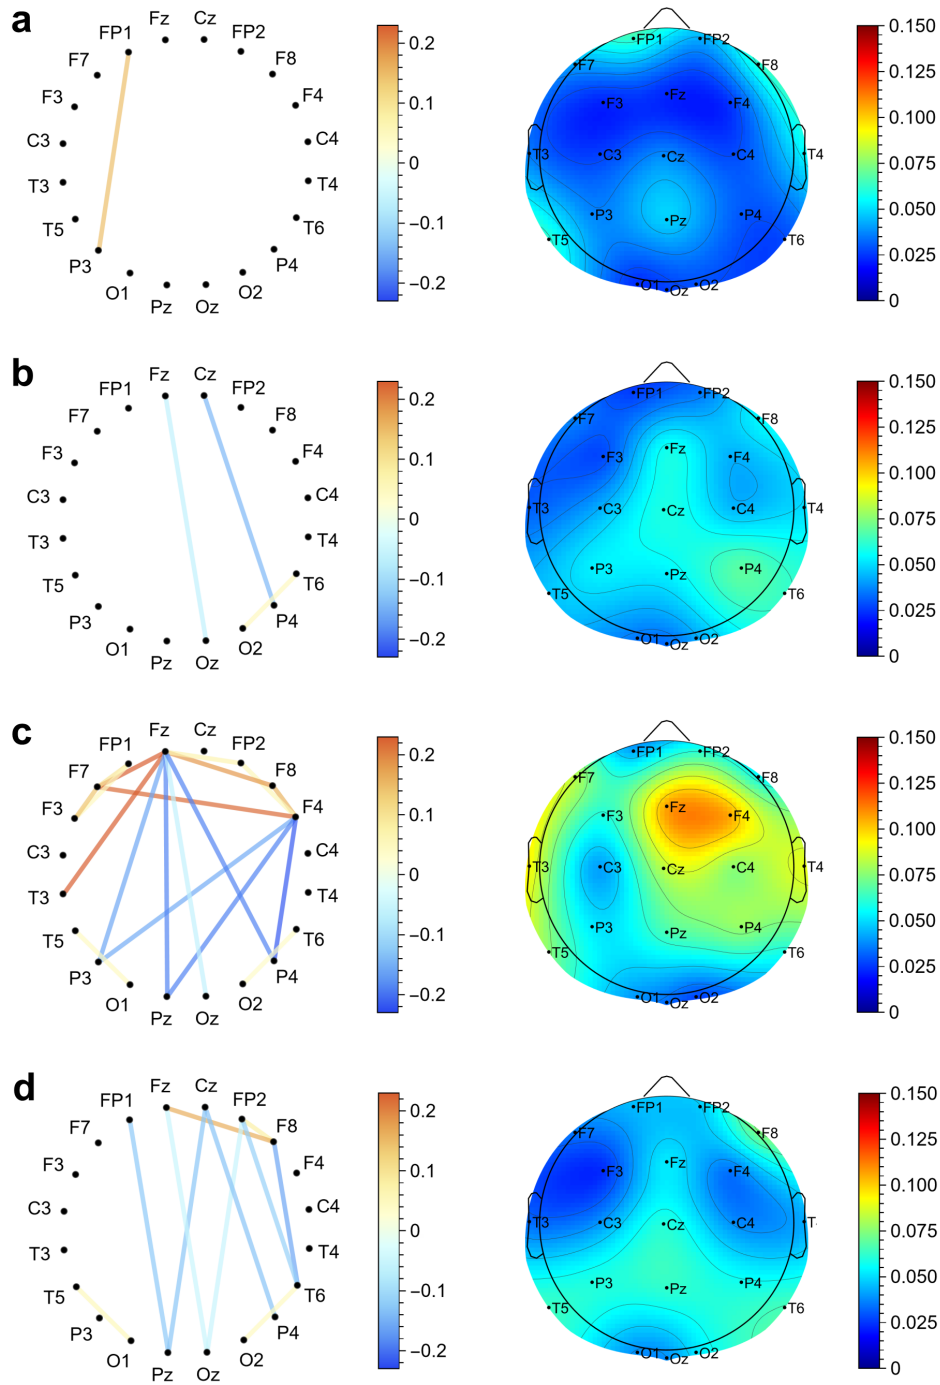 a
Fz Cz
FP1 FP2
F7 F8
F3 F4
C3 C4
T3 T4
T5 T6
P3 P4
O1 O2
Pz Oz
0.2
0.1
0
−0.1
−0.2
FP1 FP2
F7 F8
F3 Fz F4
T3 C3 Cz C4 T4
P3 Pz P4
T5 T6
O1 Oz O2
0.150
0.125
0.100
0.075
0.050
0.025
0
b
Fz Cz
FP1 FP2
F7 F8
F3 F4
C3 C4
T3 T4
T5 T6
P3 P4
O1 O2
Pz Oz
0.2
0.1
0
−0.1
−0.2
FP1 FP2
F7 F8
F3 Fz F4
T3 C3 Cz C4 T4
P3 Pz P4
T5 T6
O1 Oz O2
0.150
0.125
0.100
0.075
0.050
0.025
0
c
Fz Cz
FP1 FP2
F7 F8
F3 F4
C3 C4
T3 T4
T5 T6
P3 P4
O1 O2
Pz Oz
0.2
0.1
0
−0.1
−0.2
FP1 FP2
F7 F8
F3 Fz F4
T3 C3 Cz C4 T4
P3 Pz P4
T5 T6
O1 Oz O2
0.150
0.125
0.100
0.075
0.050
0.025
0
d
Fz Cz
FP1 FP2
F7 F8
F3 F4
C3 C4
T3 T4
T5 T6
P3 P4
O1 O2
Pz Oz
0.2
0.1
0
−0.1
−0.2
FP1 FP2
F7 F8
F3 Fz F4
T3 C3 Cz C4 T
P3 Pz P4
T5 T6
O1 Oz O2
0.150
0.125
0.100
0.075
0.050
0.025
0